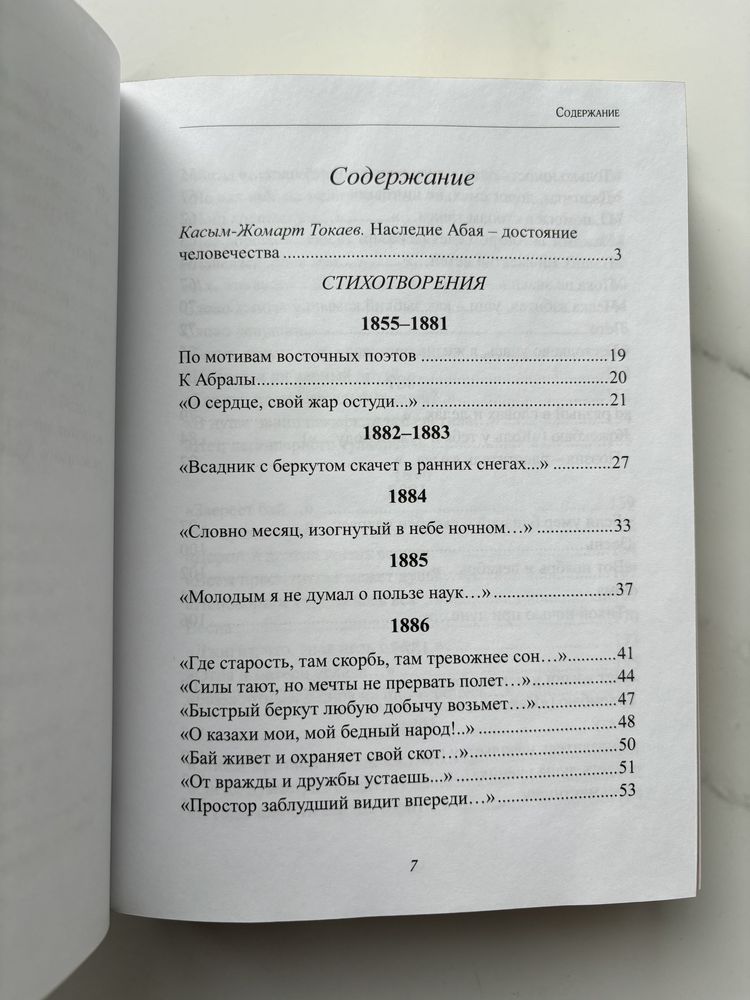 Содержание
Содержание
Касым-Жомарт Токаев. Наследие Абая – достояние
человечества ........ 3
СТИХОТВОРЕНИЯ
1855–1881
По мотивам восточных поэтов ........ 19
К Абралы ........ 20
«О сердце, свой жар остуди...» ........ 21
1882–1883
«Всадник с беркутом скачет в ранних снегах...» ........ 27
1884
«Словно месяц, изогнутый в небе ночном…» ........ 33
1885
«Молодым я не думал о пользе наук…» ........ 37
1886
«Где старость, там скорбь, там тревожнее сон…» ........ 41
«Силы тают, но мечты не прервать полет…» ........ 44
«Быстрый беркут любую добычу возьмет…» ........ 47
«О казахи мои, мой бедный народ!..» ........ 48
«Бай живет и охраняет свой скот…» ........ 50
«От вражды и дружбы устаешь...» ........ 51
«Простор заблудший видит впереди…» ........ 53
7